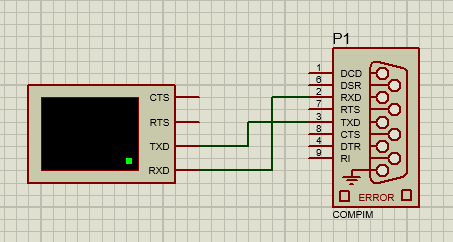 P1
CTS
RTS
TXD
RXD
1 DCD
6 DSR
2 RXD
7 RTS
3 TXD
8 CTS
4 DTR
9 RI
ERROR
COMPIM